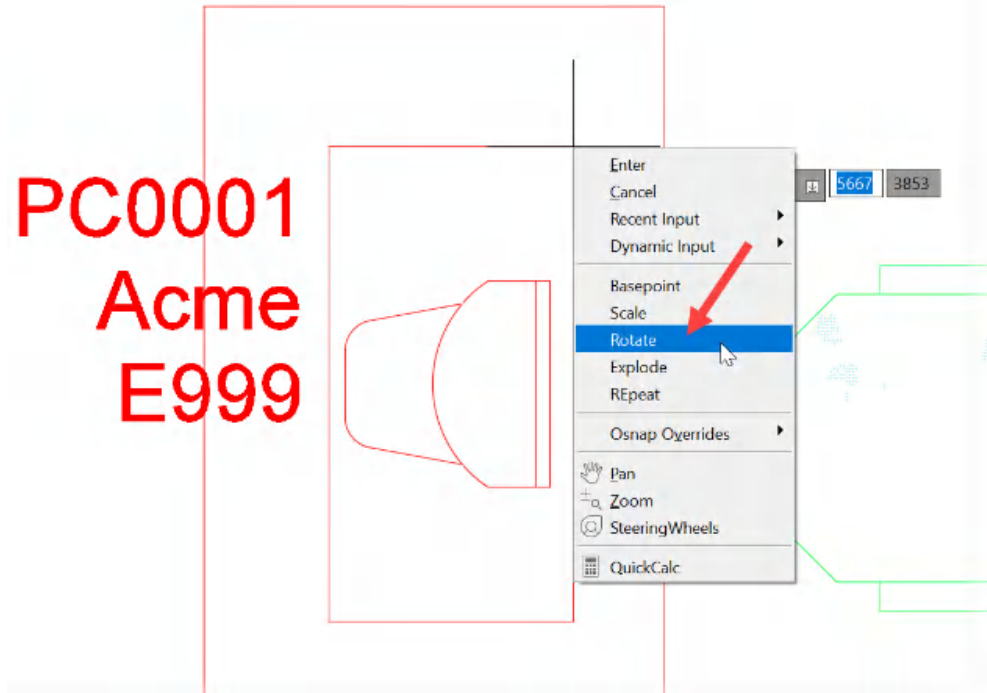 PC0001
Acme
E999
Enter
Cancel
Recent Input
Dynamic Input
Basepoint
Scale
Rotate
Explode
REpeat
Osnap Overrides
Pan
Zoom
SteeringWheels
QuickCalc
5667 3853